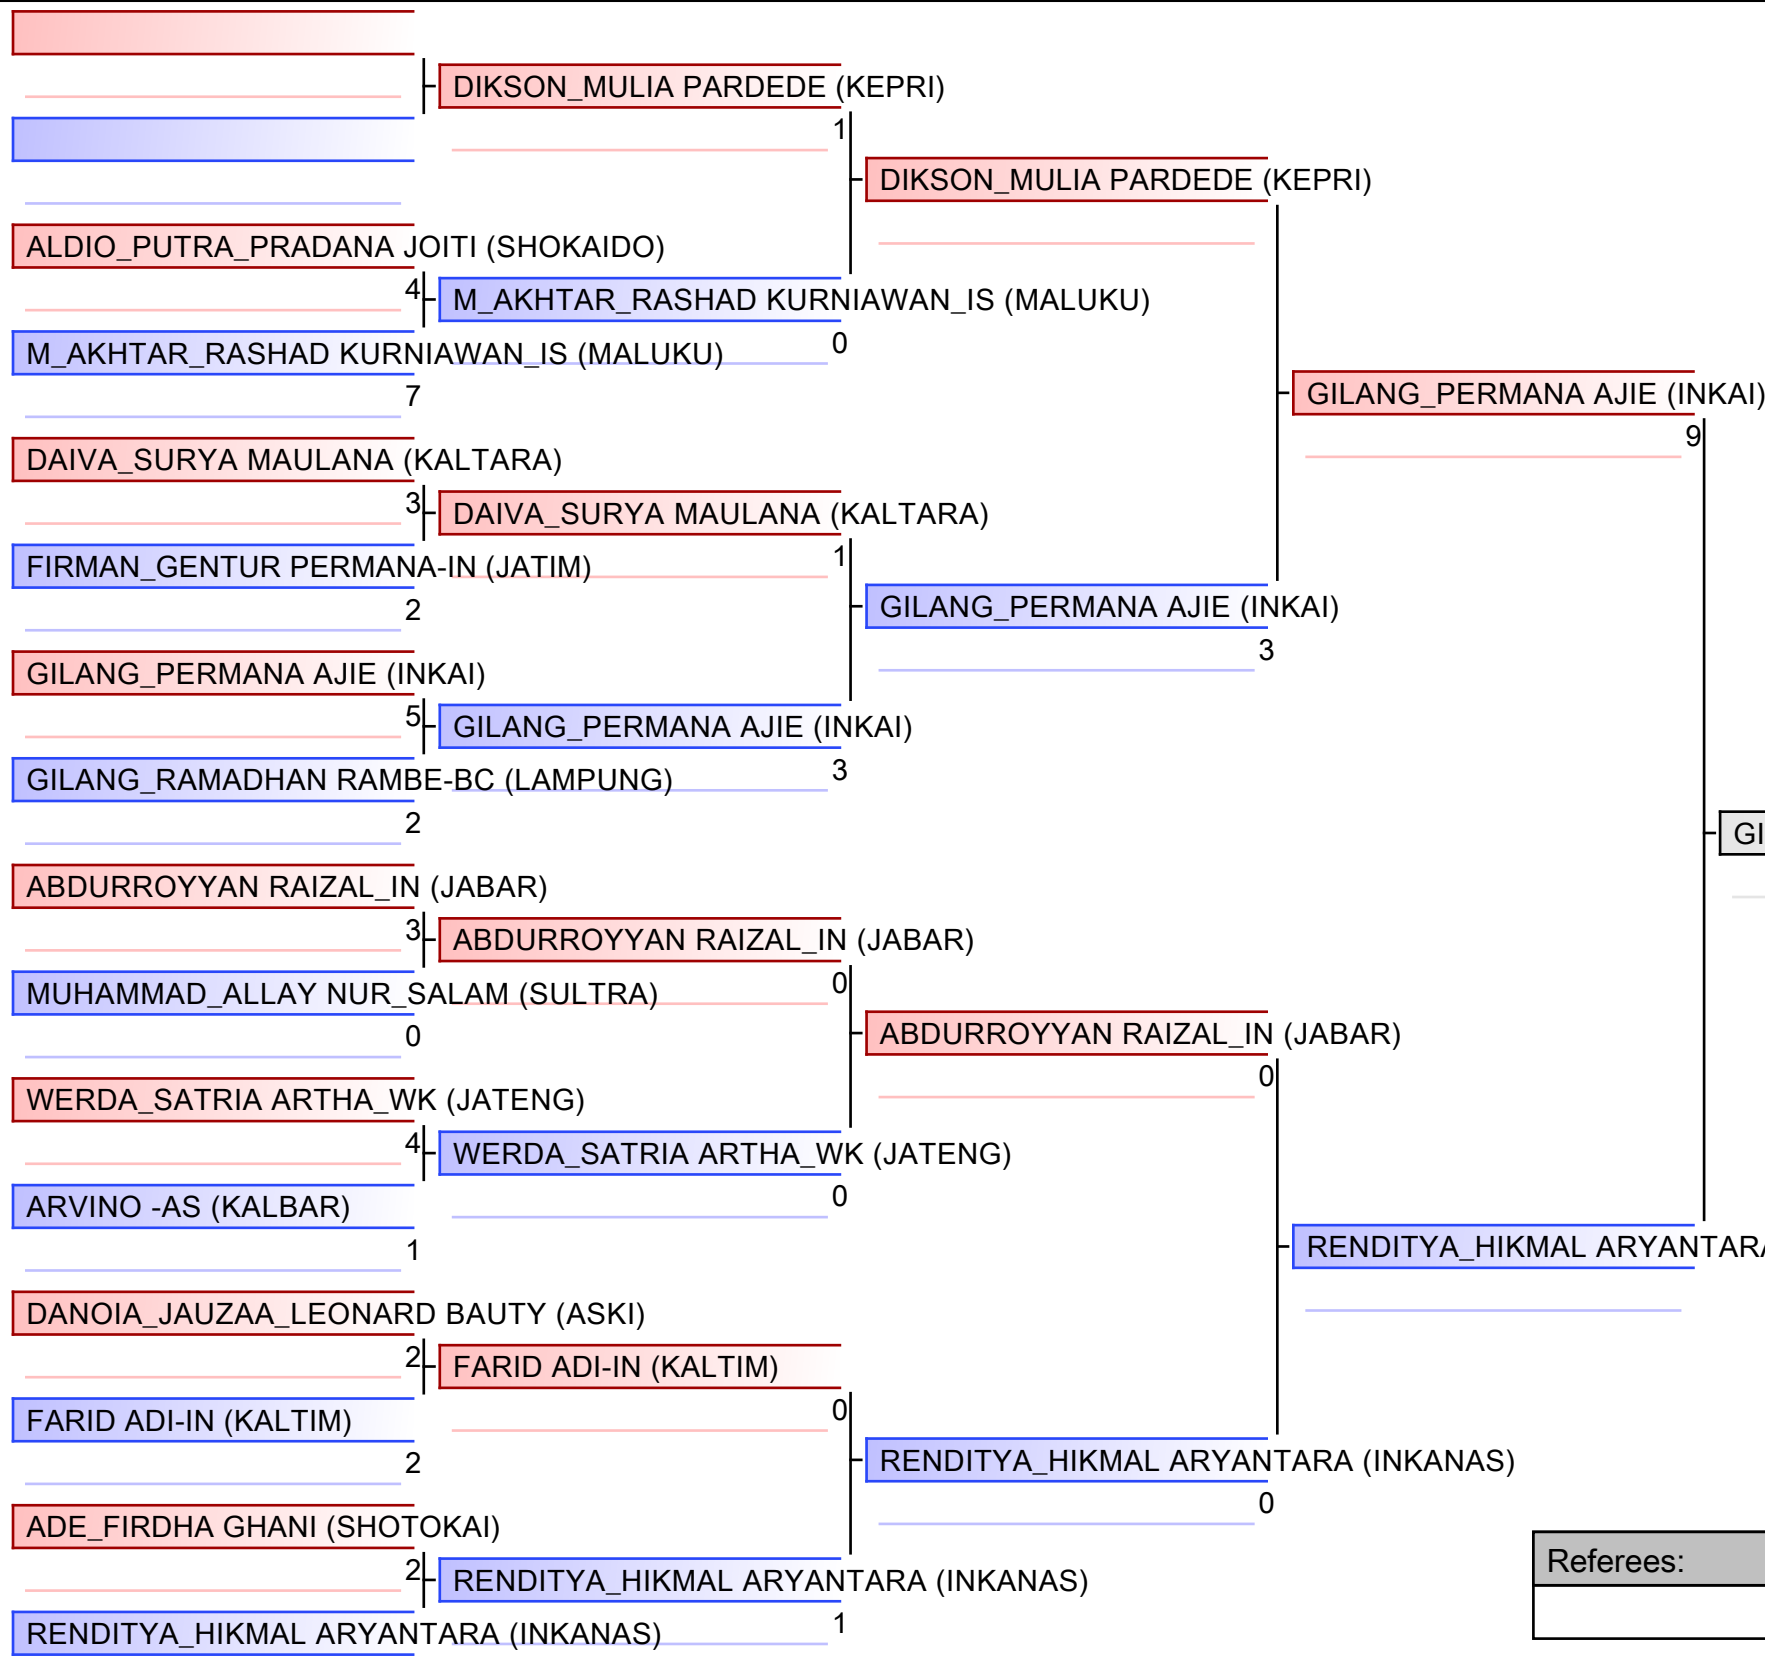 DIKSON_MULIA PARDEDE (KEPRI)
1
DIKSON_MULIA PARDEDE (KEPRI)
ALDIO_PUTRA_PRADANA JOITI (SHOKAIDO)
4
M_AKHTAR_RASHAD KURNIAWAN_IS (MALUKU)
0
M_AKHTAR_RASHAD KURNIAWAN_IS (MALUKU)
7
GILANG_PERMANA AJIE (INKAI)
9
DAIVA_SURYA MAULANA (KALTARA)
3
DAIVA_SURYA MAULANA (KALTARA)
1
FIRMAN_GENTUR PERMANA-IN (JATIM)
2
GILANG_PERMANA AJIE (INKAI)
3
GILANG_PERMANA AJIE (INKAI)
5
GILANG_PERMANA AJIE (INKAI)
3
GILANG_RAMADHAN RAMBE-BC (LAMPUNG)
2
GI
ABDURROYYAN RAIZAL_IN (JABAR)
3
ABDURROYYAN RAIZAL_IN (JABAR)
0
MUHAMMAD_ALLAY NUR_SALAM (SULTRA)
0
ABDURROYYAN RAIZAL_IN (JABAR)
0
WERDA_SATRIA ARTHA_WK (JATENG)
4
WERDA_SATRIA ARTHA_WK (JATENG)
0
ARVINO -AS (KALBAR)
1
RENDITYA_HIKMAL ARYANTARA
DANOIA_JAUZAA_LEONARD BAUTY (ASKI)
2
FARID ADI-IN (KALTIM)
0
FARID ADI-IN (KALTIM)
2
RENDITYA_HIKMAL ARYANTARA (INKANAS)
0
ADE_FIRDHA GHANI (SHOTOKAI)
2
RENDITYA_HIKMAL ARYANTARA (INKANAS)
1
RENDITYA_HIKMAL ARYANTARA (INKANAS)
Referees: